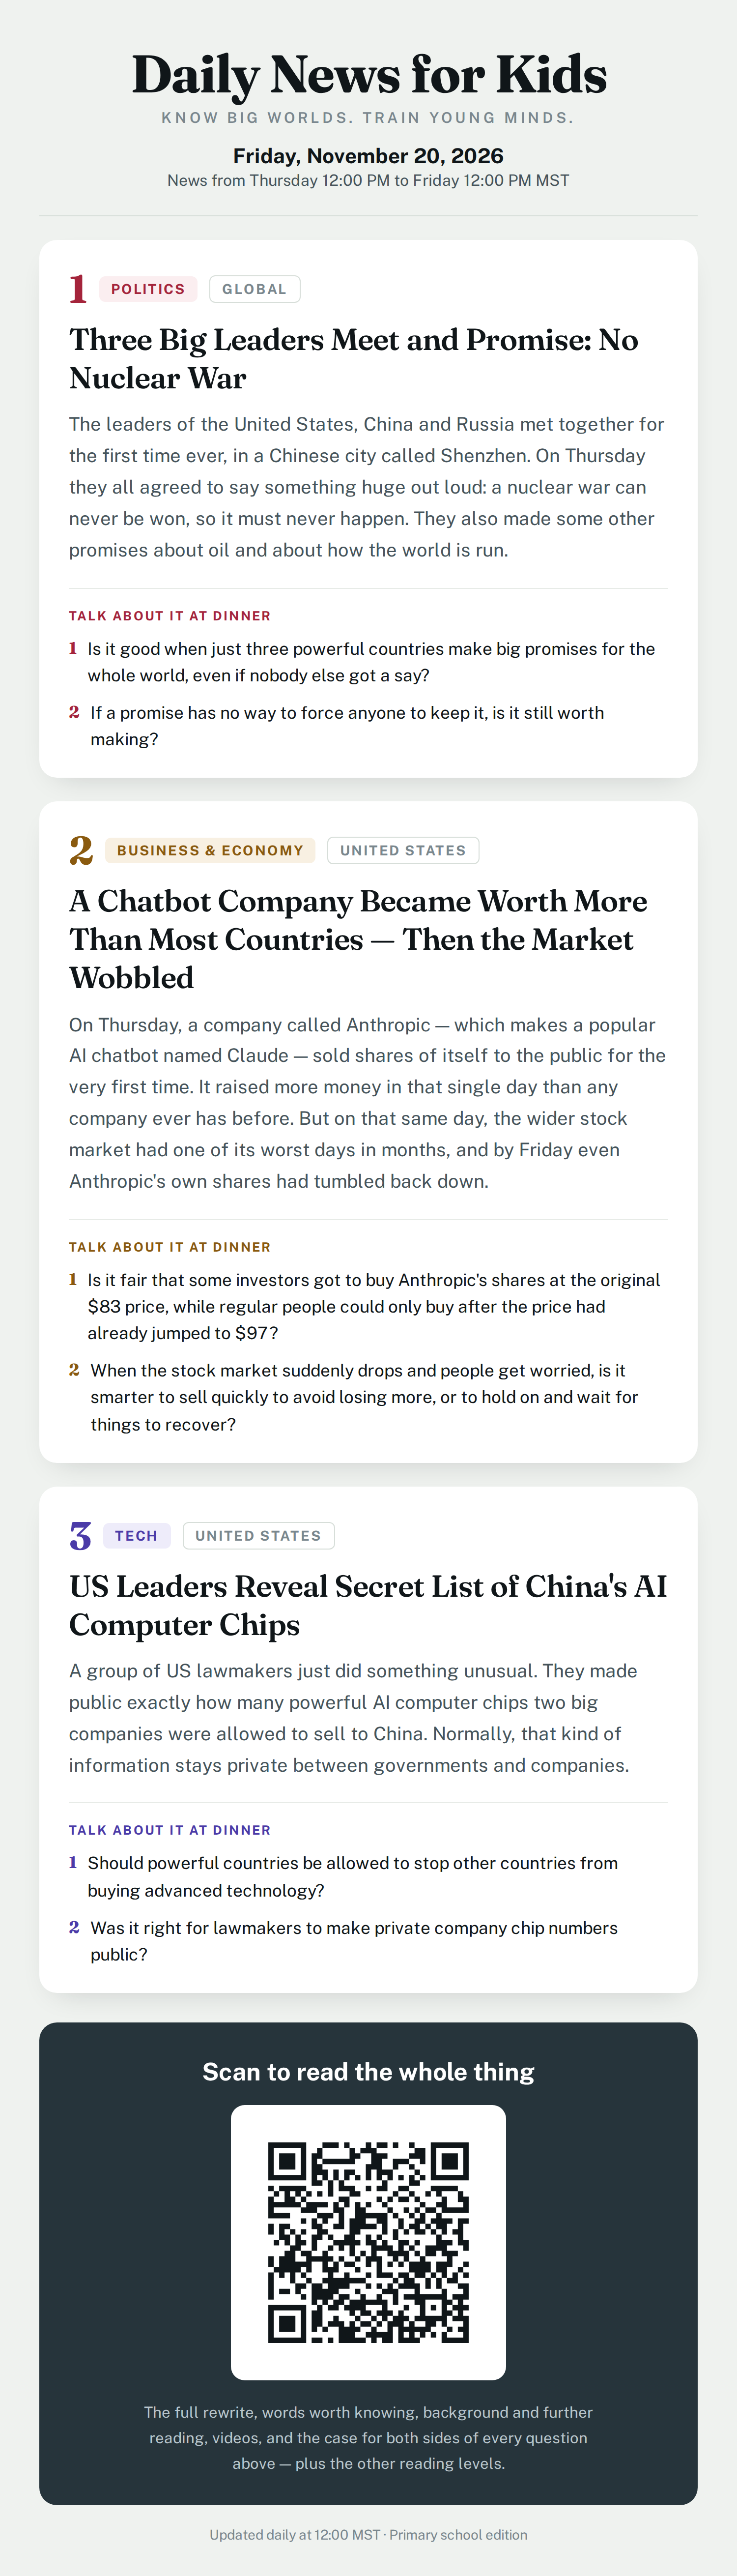 Daily News for Kids
KNOW BIG WORLDS. TRAIN YOUNG MINDS.
Friday, November 20, 2026
News from Thursday 12:00 PM to Friday 12:00 PM MST
1 POLITICS GLOBAL
Three Big Leaders Meet and Promise: No
Nuclear War
The leaders of the United States, China and Russia met together for
the first time ever, in a Chinese city called Shenzhen. On Thursday
they all agreed to say something huge out loud: a nuclear war can
never be won, so it must never happen. They also made some other
promises about oil and about how the world is run.
TALK ABOUT IT AT DINNER
1 Is it good when just three powerful countries make big promises for the
whole world, even if nobody else got a say?
2 If a promise has no way to force anyone to keep it, is it still worth
making?
2 BUSINESS & ECONOMY UNITED STATES
A Chatbot Company Became Worth More
Than Most Countries — Then the Market
Wobbled
On Thursday, a company called Anthropic — which makes a popular
AI chatbot named Claude — sold shares of itself to the public for the
very first time. It raised more money in that single day than any
company ever has before. But on that same day, the wider stock
market had one of its worst days in months, and by Friday even
Anthropic's own shares had tumbled back down.
TALK ABOUT IT AT DINNER
1 Is it fair that some investors got to buy Anthropic's shares at the original
$83 price, while regular people could only buy after the price had
already jumped to $97?
2 When the stock market suddenly drops and people get worried, is it
smarter to sell quickly to avoid losing more, or to hold on and wait for
things to recover?
3 TECH UNITED STATES
US Leaders Reveal Secret List of China's AI
Computer Chips
A group of US lawmakers just did something unusual. They made
public exactly how many powerful AI computer chips two big
companies were allowed to sell to China. Normally, that kind of
information stays private between governments and companies.
TALK ABOUT IT AT DINNER
1 Should powerful countries be allowed to stop other countries from
buying advanced technology?
2 Was it right for lawmakers to make private company chip numbers
public?
Scan to read the whole thing
The full rewrite, words worth knowing, background and further
reading, videos, and the case for both sides of every question
above — plus the other reading levels.
Updated daily at 12:00 MST · Primary school edition